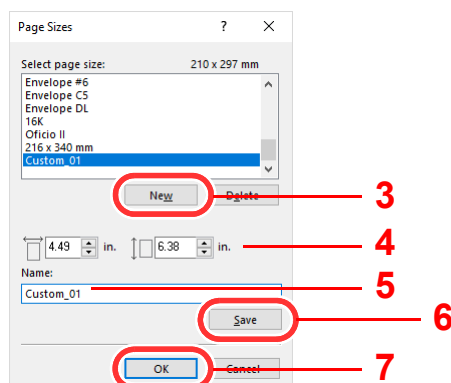 Page Sizes ? ×
Select page size: 210 x 297 mm
Envelope #6
Envelope C5
Envelope DL
16K
Oficio II
216 x 340 mm
Custom_01
New Delete 3
4.49 in. 6.38 in. 4
Name:
Custom_01 5
Save 6
OK Cancel 7